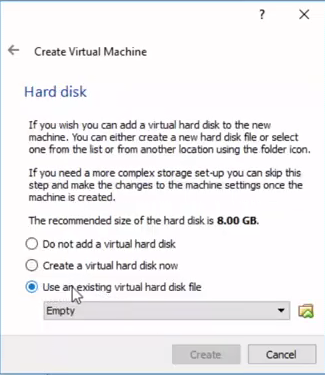 ?
Create Virtual Machine
Hard disk
If you wish you can add a virtual hard disk to the new
machine. You can either create a new hard disk file or select
one from the list or from another location using the folder icon.
If you need a more complex storage set-up you can skip this
step and make the changes to the machine settings once the
machine is created.
The recommended size of the hard disk is 8.00 GB.
Do not add a virtual hard disk
Create a virtual hard disk now
Use an existing virtual hard disk file
Empty
Create Cancel